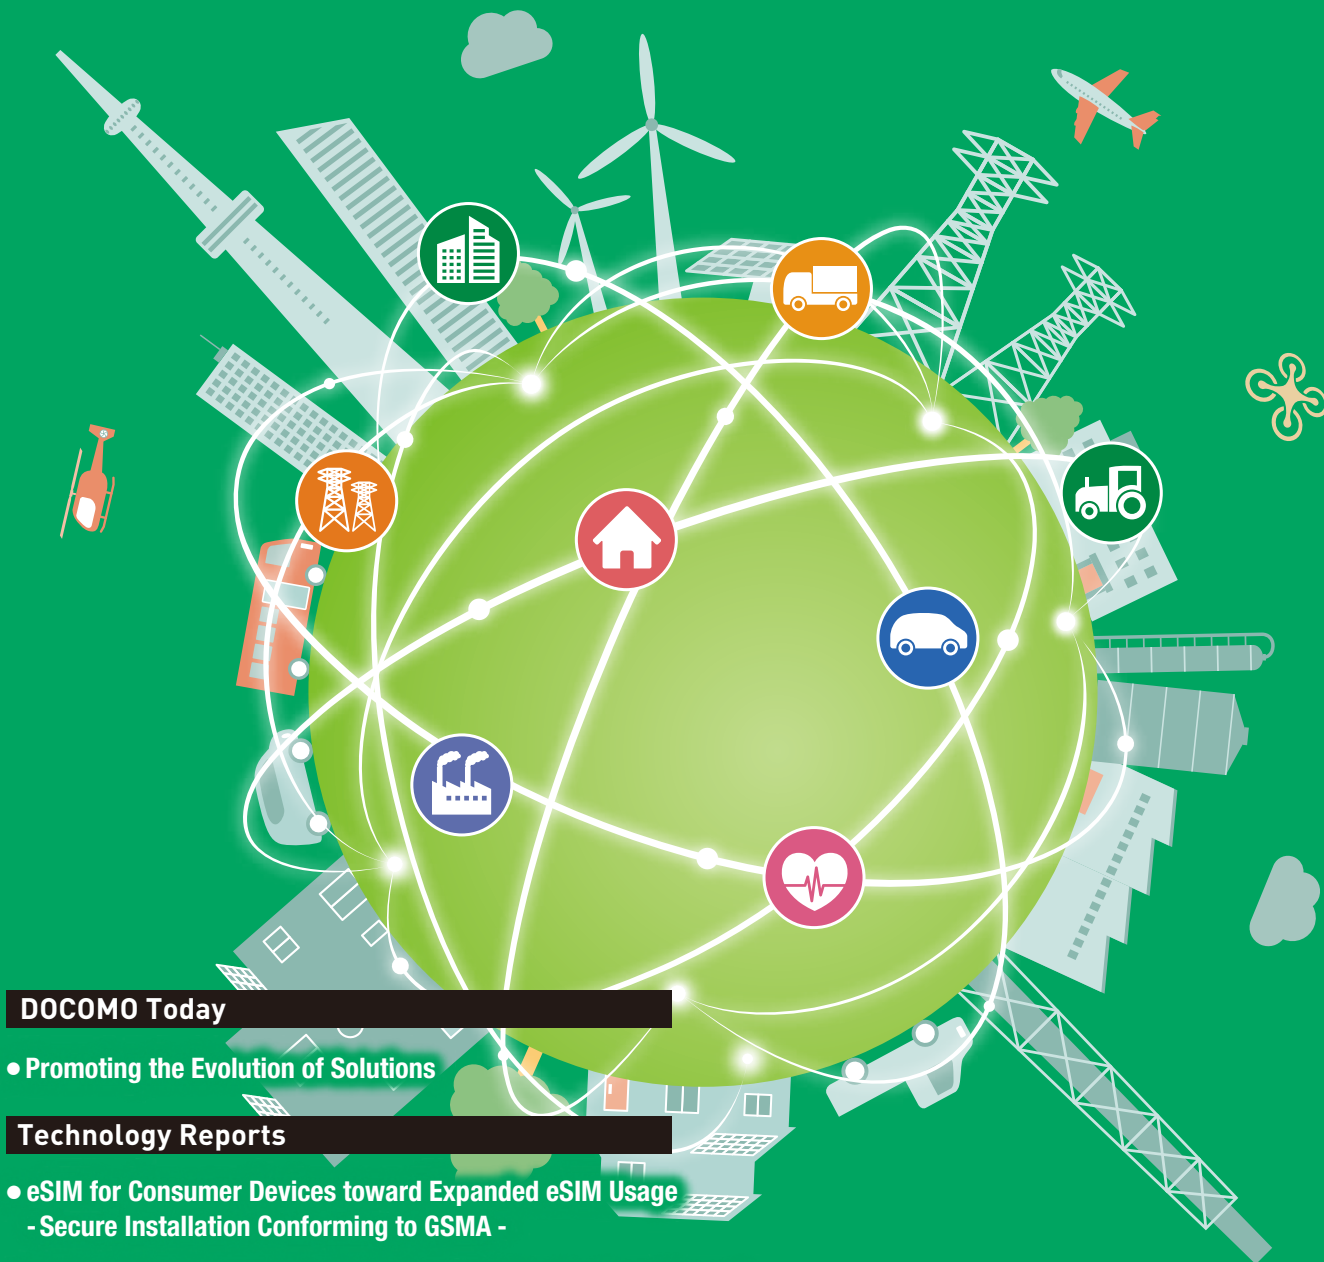 DOCOMO Today
● Promoting the Evolution of Solutions
Technology Reports
● eSIM for Consumer Devices toward Expanded eSIM Usage
- Secure Installation Conforming to GSMA -